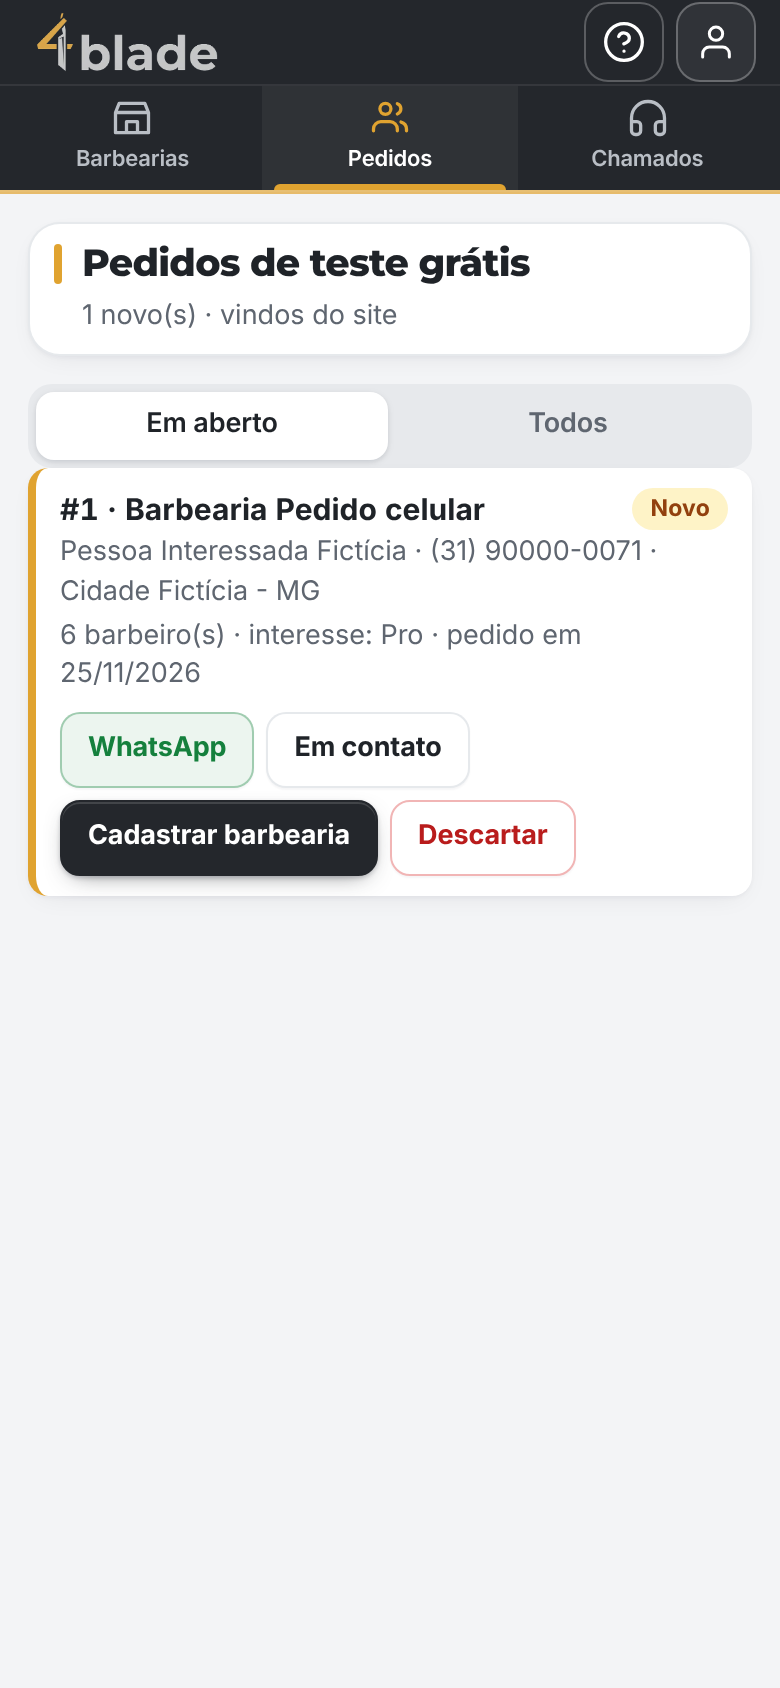 4blade
Barbearias
Pedidos
Chamados
Pedidos de teste grátis
1 novo(s) · vindos do site
Em aberto
Todos
#1 · Barbearia Pedido celular
Novo
Pessoa Interessada Fictícia · (31) 90000-0071 ·
Cidade Fictícia - MG
6 barbeiro(s) · interesse: Pro · pedido em
25/11/2026
WhatsApp
Em contato
Cadastrar barbearia
Descartar